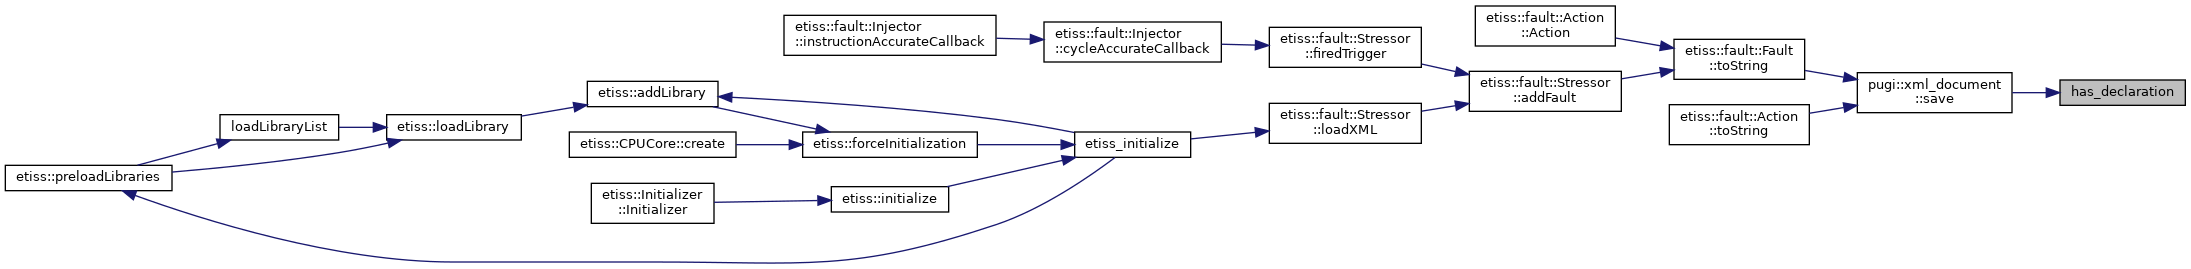 etiss::preloadLibraries
loadLibraryList
etiss::loadLibrary
etiss::addLibrary
etiss::CPUCore::create
etiss::Initializer
::Initializer
etiss::fault::Injector
::instructionAccurateCallback
etiss::forceInitialization
etiss::initialize
etiss::fault::Injector
::cycleAccurateCallback
etiss_initialize
etiss::fault::Stressor
::firedTrigger
etiss::fault::Stressor
::loadXML
etiss::fault::Action
::Action
etiss::fault::Stressor
::addFault
etiss::fault::Fault
::toString
etiss::fault::Action
::toString
pugi::xml_document
::save
has_declaration